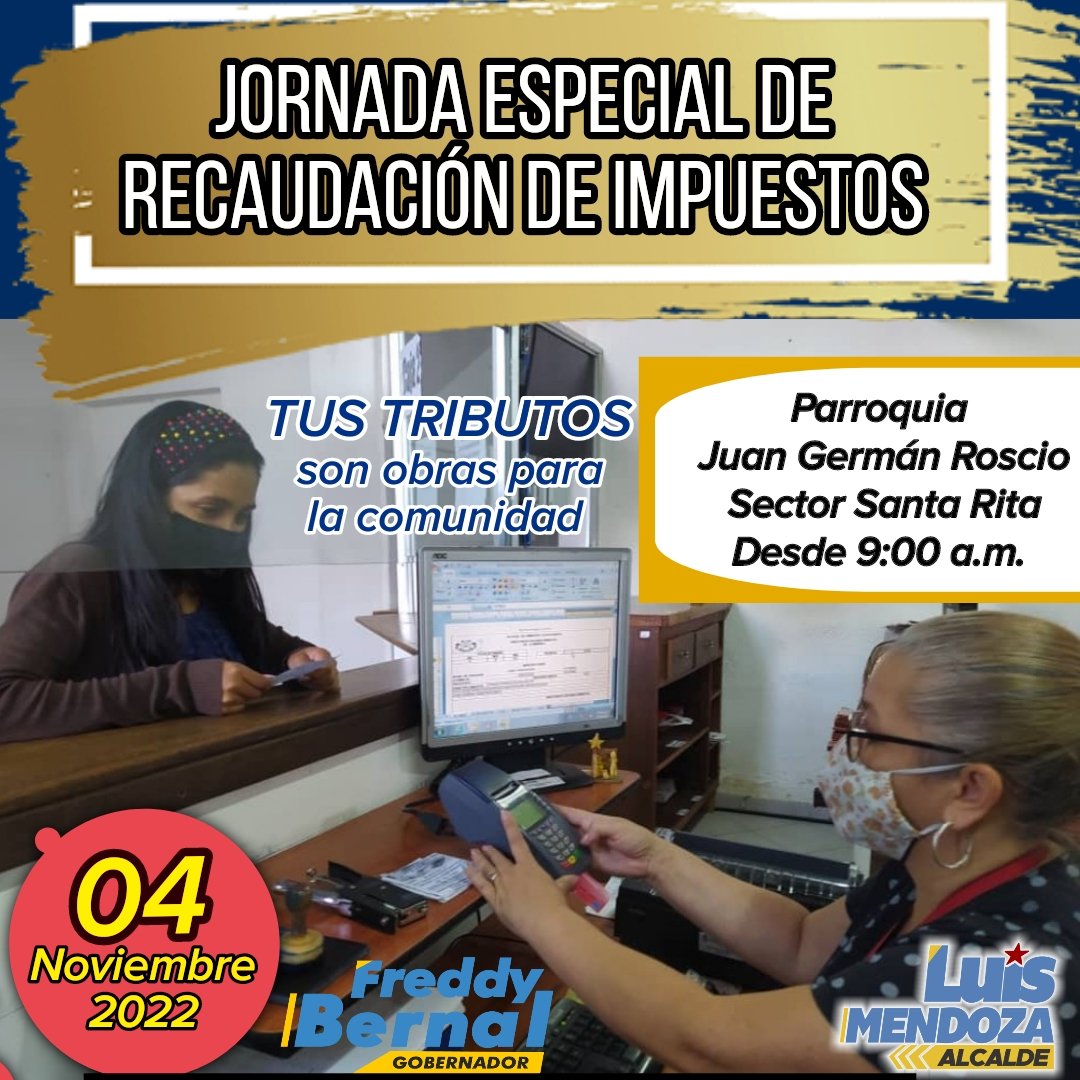 JORNADA ESPECIAL DE
RECAUDACIÓN DE IMPUESTOS
TUS TRIBUTOS
son obras para
la comunidad
Parroquia
Juan Germán Roscio
Sector Santa Rita
Desde 9:00 a.m.
04
Noviembre
2022
Freddy
Bernal
GOBERNADOR
Luis
MENDOZA
ALCALDE